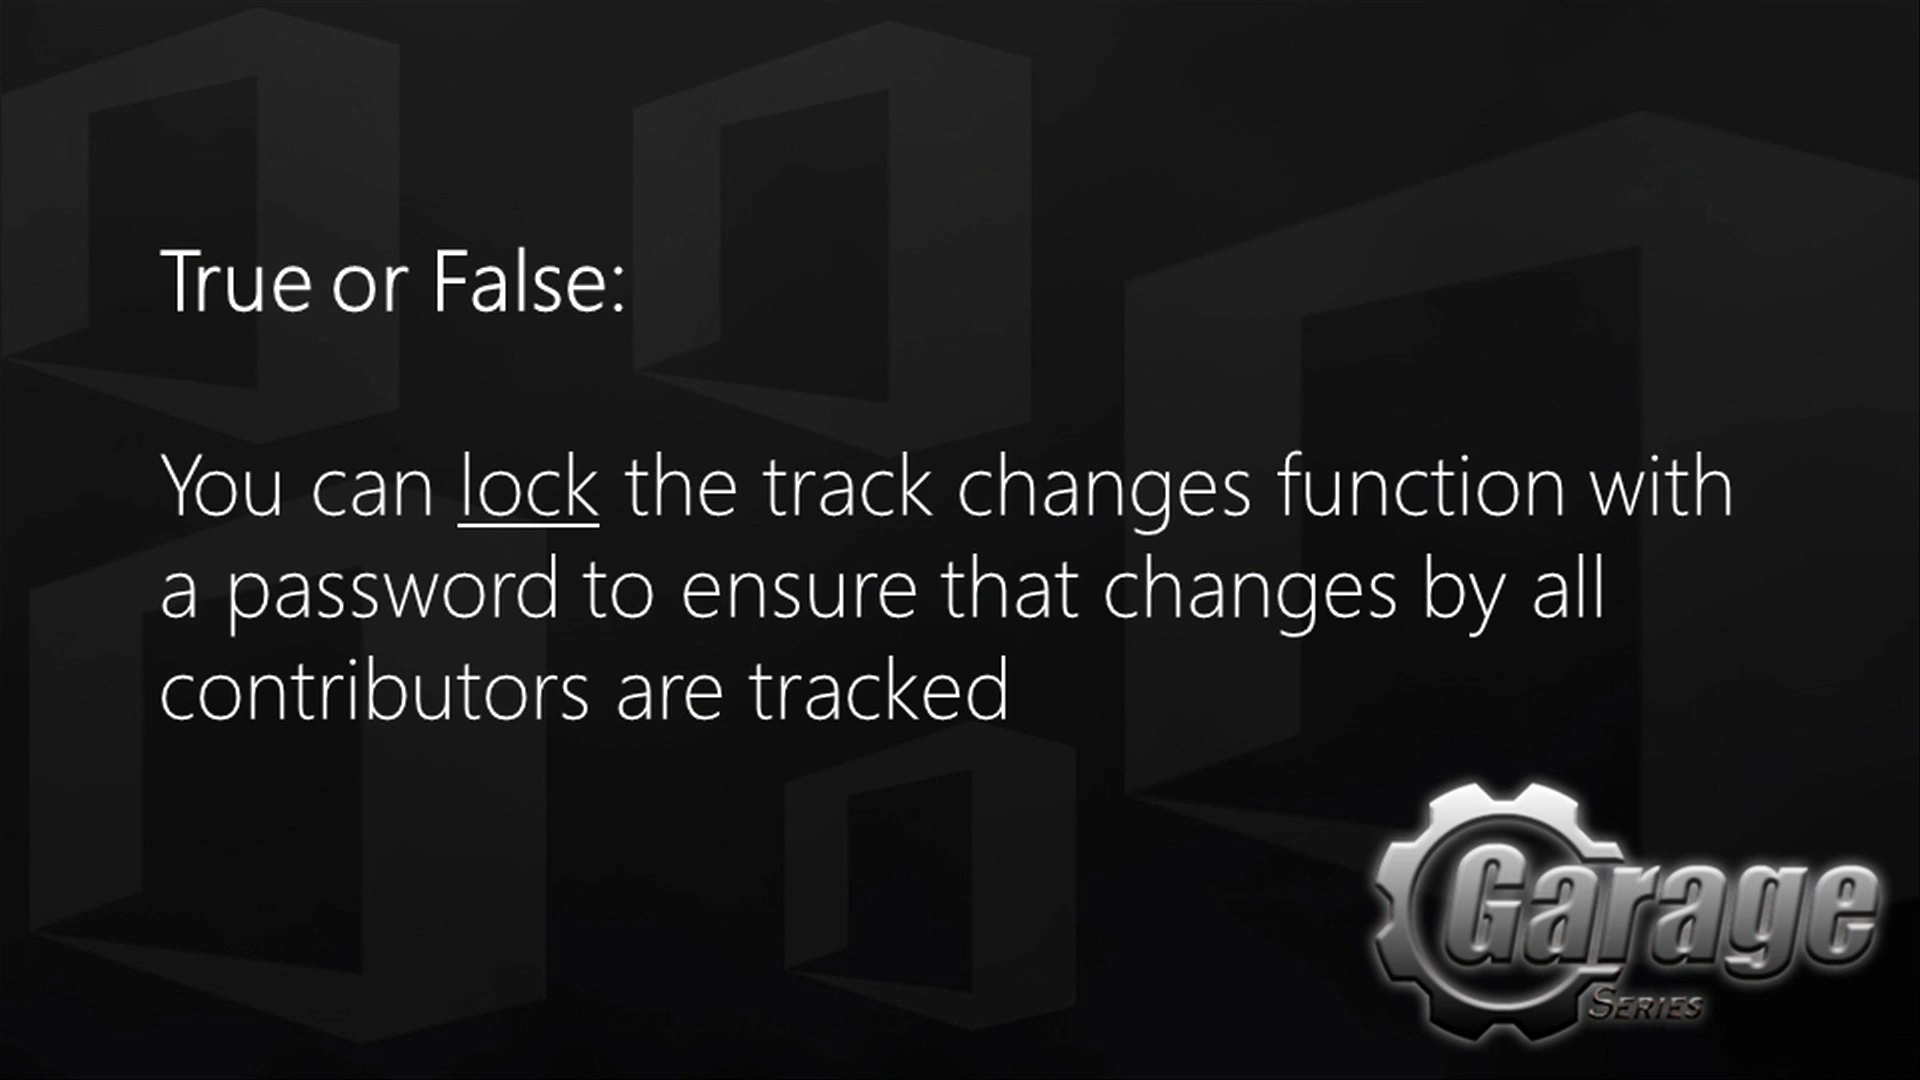 True or False:
You can lock the track changes function with
a password to ensure that changes by all
contributors are tracked
Garage
SERIES